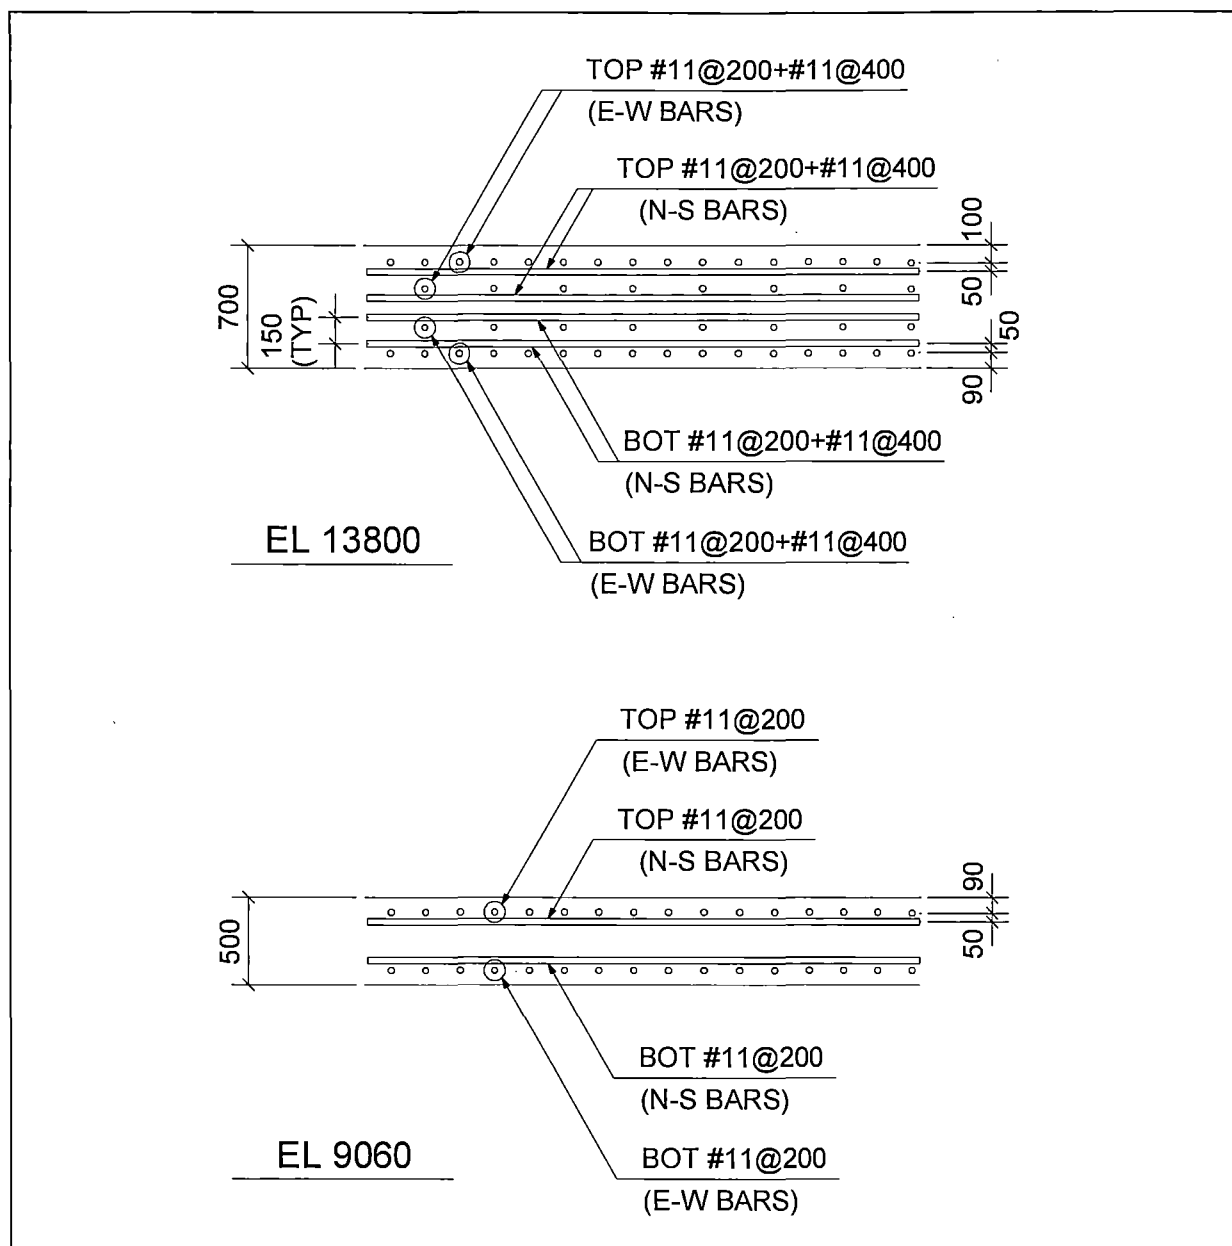 TOP #11@200+#11@400
(E-W BARS)
TOP #11@200+#11@400
(N-S BARS)
100
50
700
150
(TYP)
50
90
BOT #11@200+#11@400
(N-S BARS)
EL 13800
BOT #11@200+#11@400
(E-W BARS)
TOP #11@200
(E-W BARS)
TOP #11@200
(N-S BARS)
90
50
500
BOT #11@200
(N-S BARS)
EL 9060
BOT #11@200
(E-W BARS)